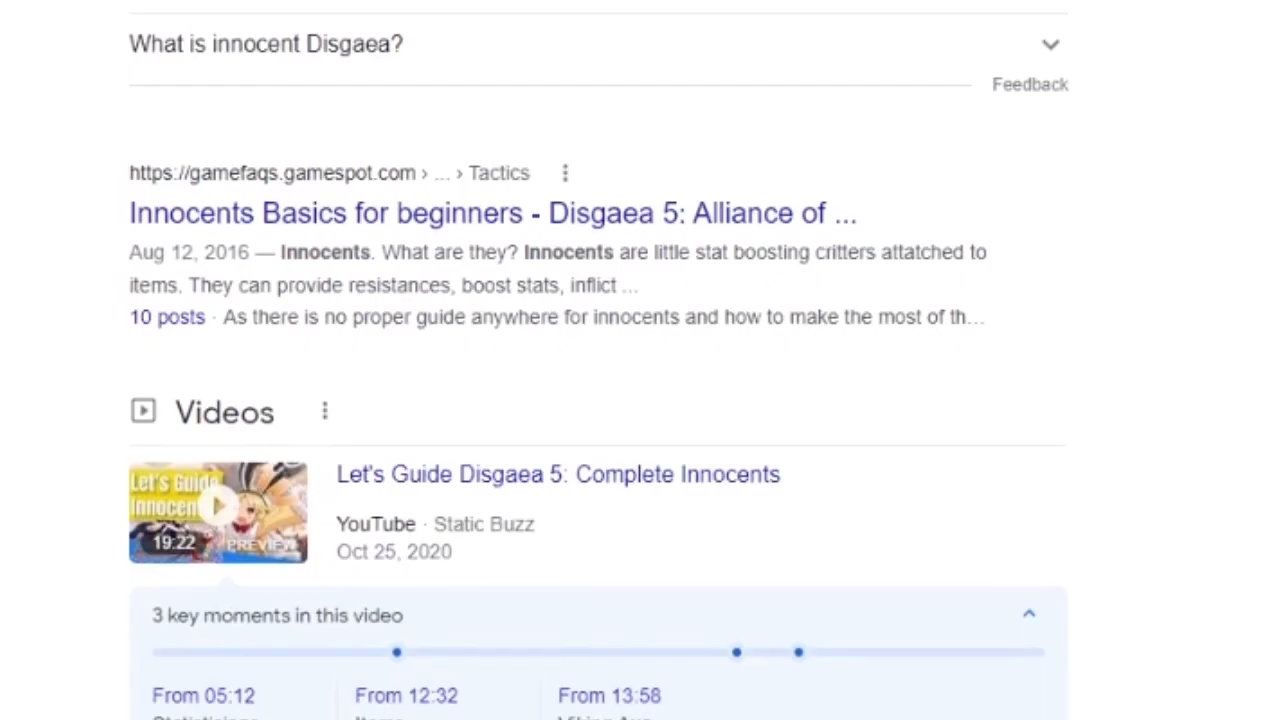 What is innocent Disgaea?
Feedback
https://gamefaqs.gamespot.com › ... › Tactics
Innocents Basics for beginners - Disgaea 5: Alliance of ...
Aug 12, 2016 — Innocents. What are they? Innocents are little stat boosting critters attatched to
items. They can provide resistances, boost stats, inflict ...
10 posts · As there is no proper guide anywhere for innocents and how to make the most of th...
Videos
Let's Guide
Innocen
19:22
PREVIEW
Let's Guide Disgaea 5: Complete Innocents
YouTube · Static Buzz
Oct 25, 2020
3 key moments in this video
From 05:12
From 12:32
From 13:58